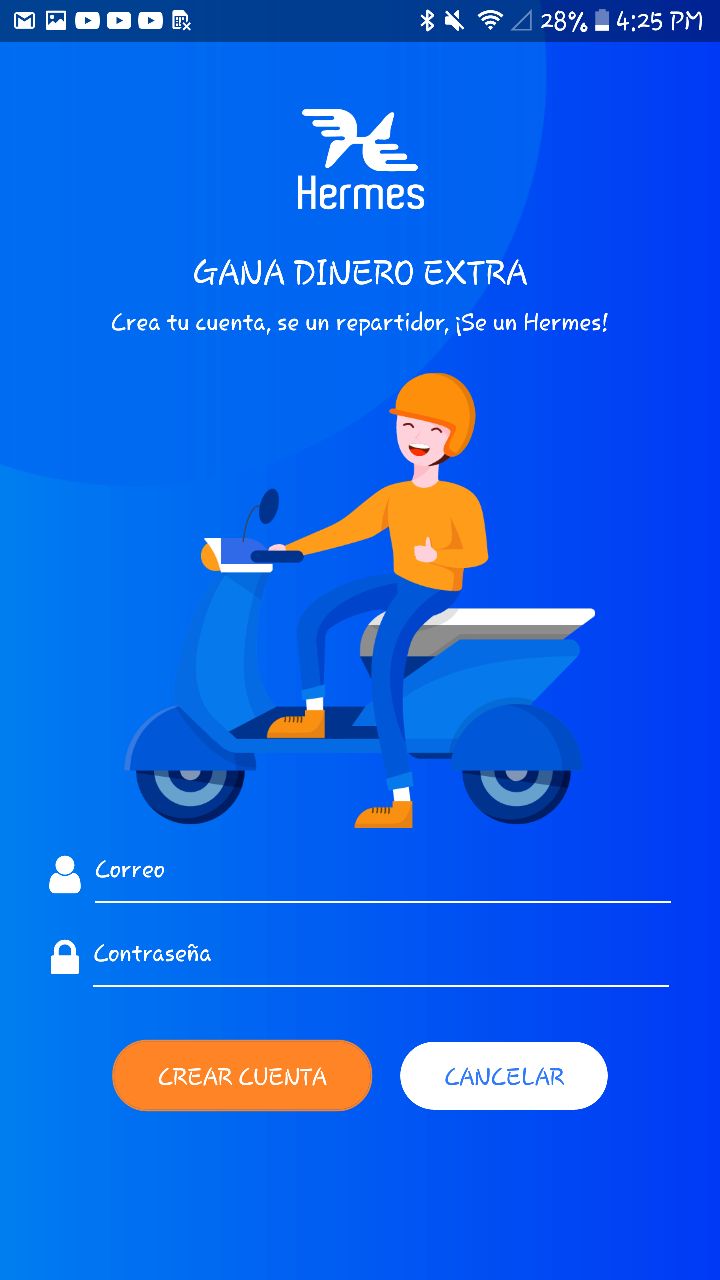 28% 4:25 PM
Hermes
GANA DINERO EXTRA
Crea tu cuenta, se un repartidor, ¡Se un Hermes!
Correo
Contraseña
CREAR CUENTA
CANCELAR